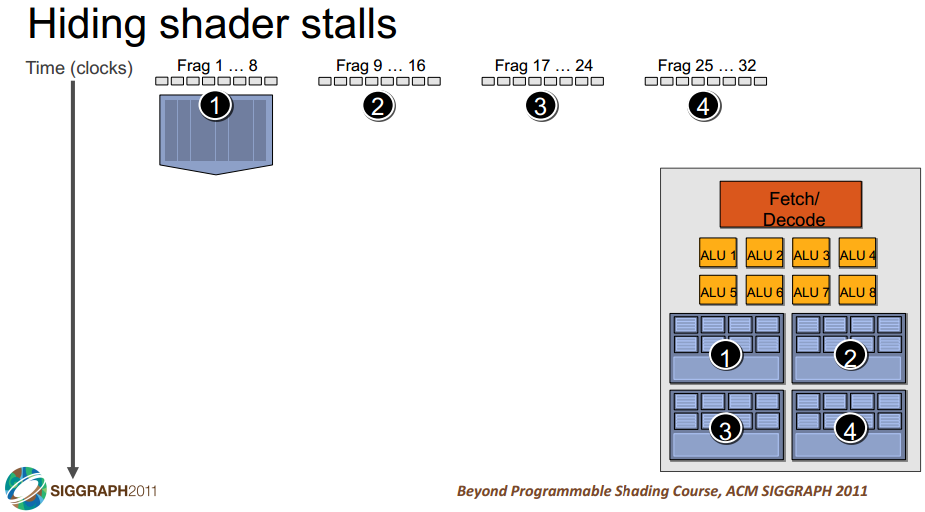 Hiding shader stalls
Time (clocks)
Frag 1 … 8
Frag 9 … 16
Frag 17 … 24
Frag 25 … 32
1
2
3
4
Fetch/
Decode
ALU 1
ALU 2
ALU 3
ALU 4
ALU 5
ALU 6
ALU 7
ALU 8
1
2
3
4
SIGGRAPH2011
Beyond Programmable Shading Course, ACM SIGGRAPH 2011